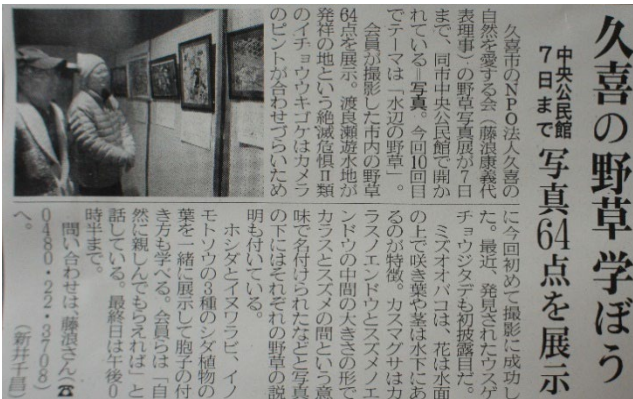 久喜の野草 学ぼう
中央公民館
7日まで
写真64点を展示
久喜市のNPO法人久喜の
自然を愛する会（藤浪康義代
表理事）の野草写真展が7日
まで、同市中央公民館で開か
れている＝写真。今回10回目
でテーマは「水辺の野草」。
会員が撮影した市内の野草
64点を展示。渡良瀬遊水地が
発祥の地という絶滅危惧Ⅱ類
のイチョウウキゴケはカメラ
のピントが合わせづらいため
に今回初めて撮影に成功し
た。最近、発見されたウスゲ
チョウジタデも初披露目だ。
ミズオオバコは、花は水面
の上で咲き葉や茎は水下にあ
るのが特徴。カスマグサはカ
ラスノエンドウとスズメノエ
ンドウの中間の大きさの形で
カラスとスズメの間という意
味で名付けられたなどと写真
の下にはそれぞれの野草の説
明も付いている。
ホシダとイヌワラビ、イノ
モトソウの3種のシダ植物の
葉を一緒に展示して胞子の付
き方も学べる。会員らは「自
然に親しんでもらえれば」と
話している。最終日は午後0
時半まで。
問い合わせは、藤浪さん☎
0480・22・3708
へ。
（新井千昌）